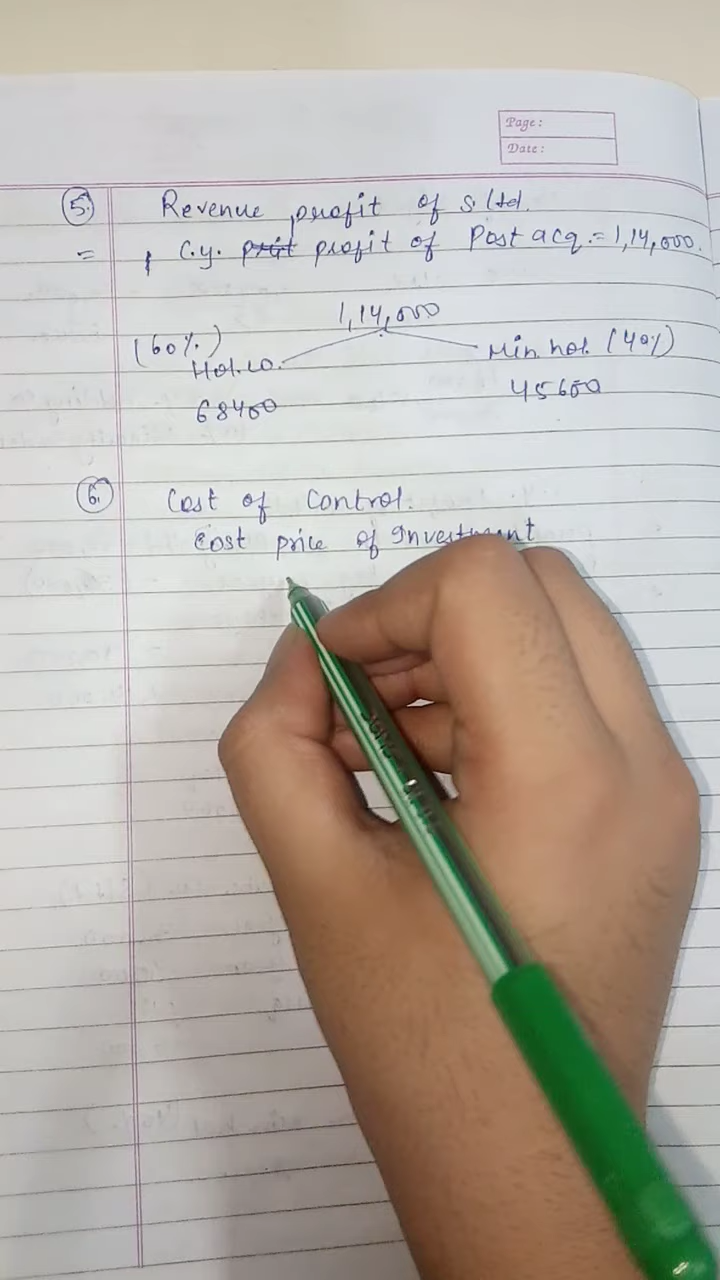 Page:
Date:
5. Revenue profit of S. Ltd.
= C.y. profit of Post acq. = 1,14,000.
1,14,000
(60%) Min. hol. (40%)
Hol. co.
68400 45600
6. Cost of Control.
Cost price of Investment